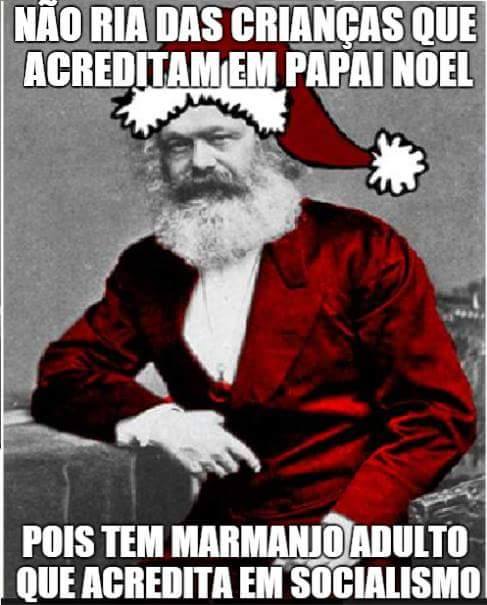 NÃO RIA DAS CRIANÇAS QUE
ACREDITAM EM PAPAI NOEL
POIS TEM MARMANJO ADULTO
QUE ACREDITA EM SOCIALISMO